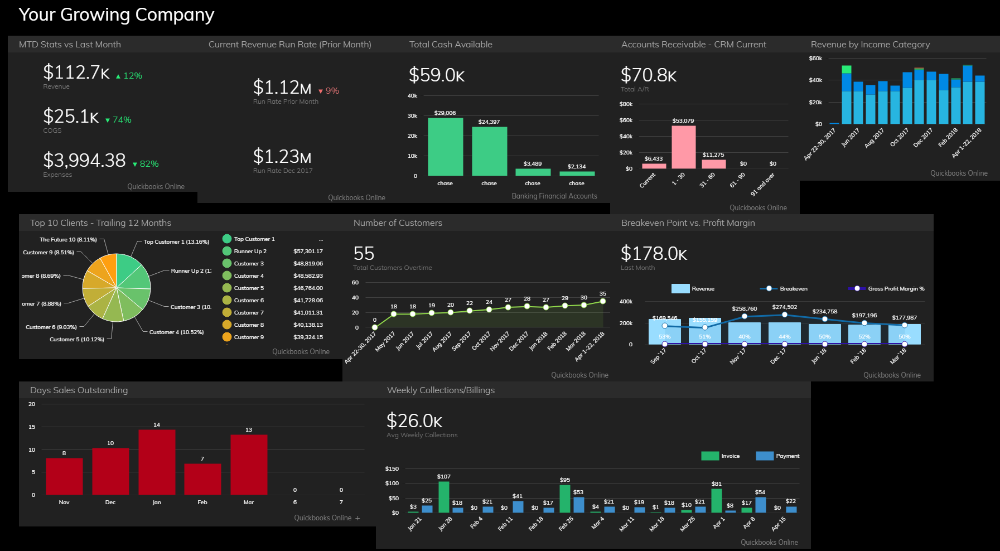 Your Growing Company
MTD Stats vs Last Month
$112.7K ▲ 12%
Revenue
$25.1K ▼ 74%
COGS
$3,994.38 ▼ 82%
Expenses
Quickbooks Online
Current Revenue Run Rate (Prior Month)
$1.12M ▼ 9%
Run Rate Prior Month
$1.23M
Run Rate Dec 2017
Quickbooks Online
Total Cash Available
$59.0K
40k
30k
20k
10k
0
$29,006
$24,397
$3,489
$2,134
chase chase chase chase
Banking Financial Accounts
Accounts Receivable - CRM Current
$70.8K
Total A/R
$80k
$60k
$40k
$20k
$0
$6,433
$53,079
$11,275
$0
$0
Current
1 - 30
31 - 60
61 - 90
91 and over
Quickbooks Online
Revenue by Income Category
$60k
$40k
$20k
$0
Apr 22-30, 2017
Jun 2017
Aug 2017
Oct 2017
Dec 2017
Feb 2018
Apr 1-22, 2018
Quickbooks Online
Top 10 Clients - Trailing 12 Months
The Future 10 (8.11%)
Top Customer 1 (13.16%)
Customer 9 (8.51%)
Runner Up 2 (1
omer 8 (8.69%)
omer 7 (8.88%)
Customer 3 (10.
Customer 6 (9.03%)
Customer 4 (10.52%)
Customer 5 (10.12%)
Top Customer 1 ...
Runner Up 2 $57,301.17
Customer 3 $48,819.06
Customer 4 $48,582.93
Customer 5 $46,764.00
Customer 6 $41,728.06
Customer 7 $41,011.31
Customer 8 $40,138.13
Customer 9 $39,324.15
Quickbooks Online
Number of Customers
55
Total Customers Overtime
60
40
20
0
0 18 18 19 20 22 24 27 28 27 29 30 35
Apr 22-30, 2017
May 2017
Jun 2017
Jul 2017
Aug 2017
Sep 2017
Oct 2017
Nov 2017
Dec 2017
Jan 2018
Feb 2018
Mar 2018
Apr 1-22, 2018
Quickbooks Online
Breakeven Point vs. Profit Margin
$178.0K
Last Month
Revenue Breakeven Gross Profit Margin %
400k
200k
0
$169,546 $155,159 $258,760 $274,502 $234,758 $197,196 $177,987
53% 51% 40% 44% 50% 52% 50%
Sep '17
Oct '17
Nov '17
Dec '17
Jan '18
Feb '18
Mar '18
Quickbooks Online
Days Sales Outstanding
20
15
10
5
0
8 10 14 7 13 0 0
Nov Dec Jan Feb Mar 6 7
Quickbooks Online +
Weekly Collections/Billings
$26.0K
Avg Weekly Collections
Invoice Payment
$150
$100
$50
$0
$3 $25 $107 $18 $0 $21 $0 $41 $0 $17 $95 $53 $4 $21 $0 $19 $1 $18 $10 $21 $81 $8 $17 $54 $0 $22
Jan 21
Jan 28
Feb 4
Feb 11
Feb 18
Feb 25
Mar 4
Mar 11
Mar 18
Mar 25
Apr 1
Apr 8
Apr 15
Quickbooks Online